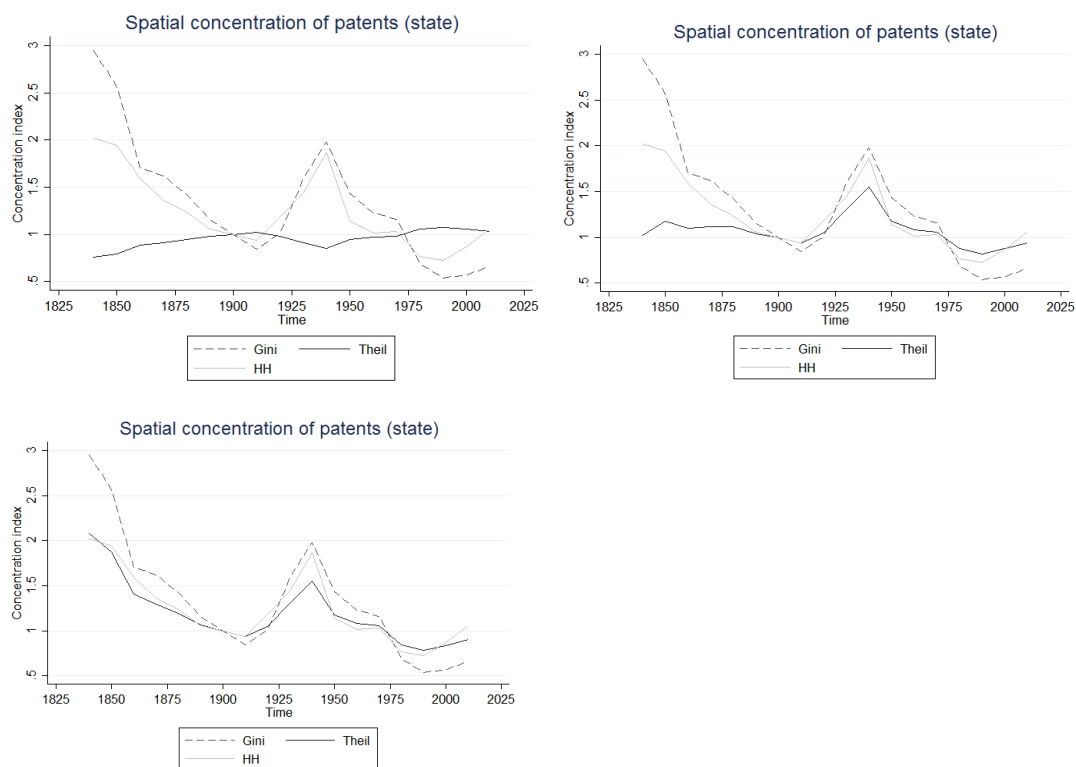 Spatial concentration of patents (state)
Concentration index
3
2.5
2
1.5
1
.5
1825 1850 1875 1900 1925 1950 1975 2000 2025
Time
Gini Theil
HH
Spatial concentration of patents (state)
Concentration index
3
2.5
2
1.5
1
.5
1825 1850 1875 1900 1925 1950 1975 2000 2025
Time
Gini Theil
HH
Spatial concentration of patents (state)
Concentration index
3
2.5
2
1.5
1
.5
1825 1850 1875 1900 1925 1950 1975 2000 2025
Time
Gini Theil
HH